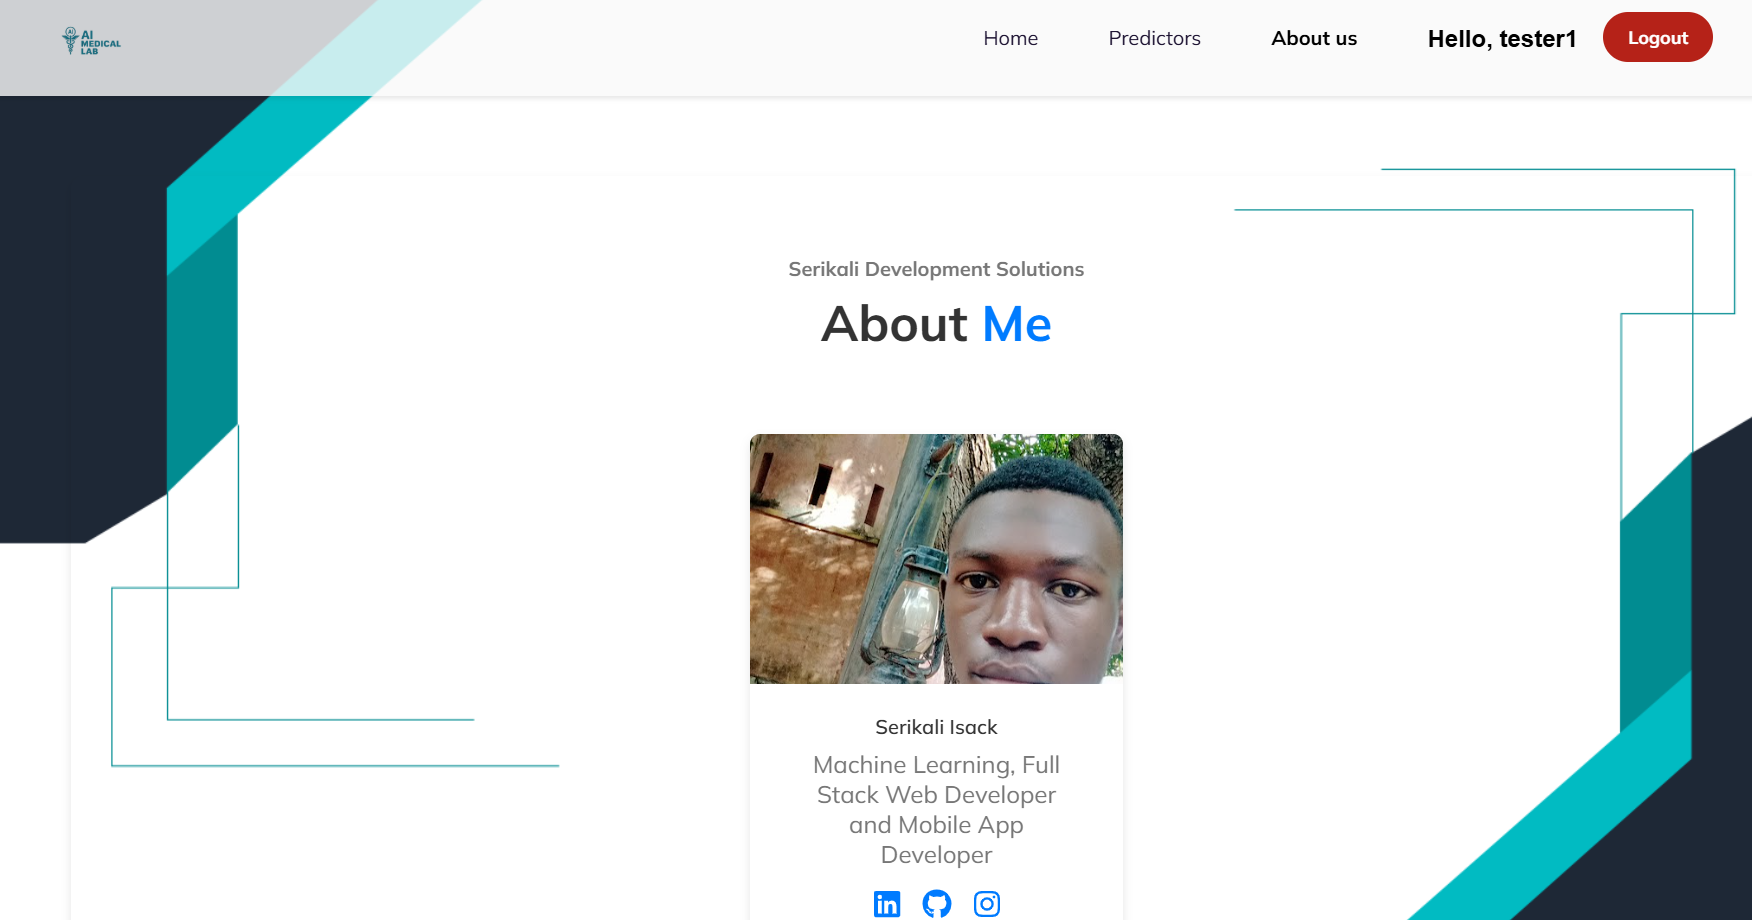 AI
MEDICAL
LAB
Home
Predictors
About us
Hello, tester1
Logout
Serikali Development Solutions
About Me
Serikali Isack
Machine Learning, Full
Stack Web Developer
and Mobile App
Developer
in